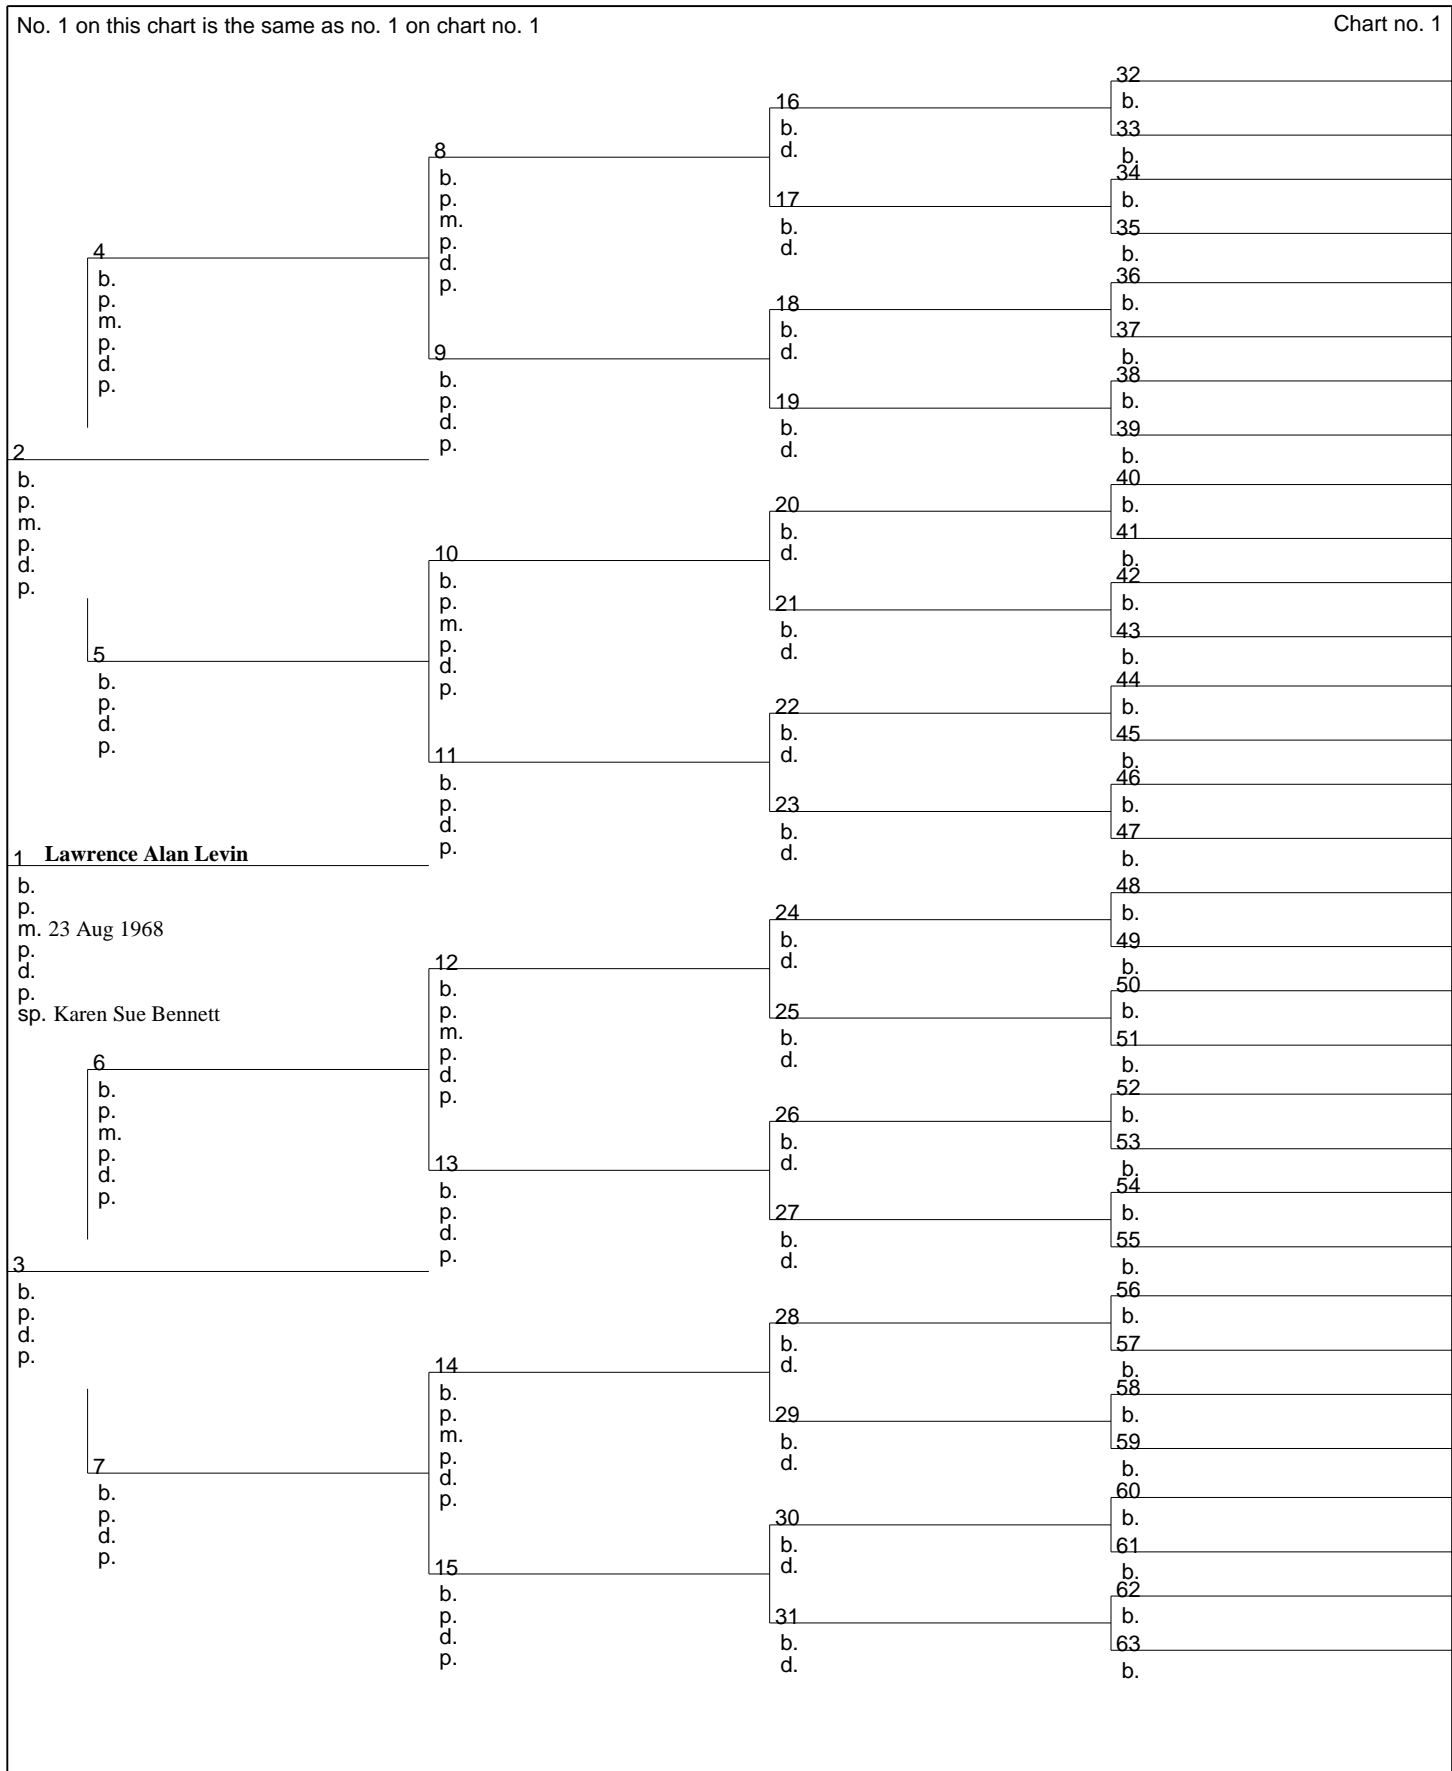 No. 1 on this chart is the same as no. 1 on chart no. 1
Chart no. 1
2
b.
p.
m.
p.
d.
p.
1 Lawrence Alan Levin
b.
p.
m. 23 Aug 1968
p.
d.
p.
sp. Karen Sue Bennett
3
b.
p.
d.
p.
4
b.
p.
m.
p.
d.
p.
5
b.
p.
d.
p.
6
b.
p.
m.
p.
d.
p.
7
b.
p.
d.
p.
8
b.
p.
m.
p.
d.
p.
9
b.
p.
d.
p.
10
b.
p.
m.
p.
d.
p.
11
b.
p.
d.
p.
12
b.
p.
m.
p.
d.
p.
13
b.
p.
d.
p.
14
b.
p.
m.
p.
d.
p.
15
b.
p.
d.
p.
16
b.
d.
17
b.
d.
18
b.
d.
19
b.
d.
20
b.
d.
21
b.
d.
22
b.
d.
23
b.
d.
24
b.
d.
25
b.
d.
26
b.
d.
27
b.
d.
28
b.
d.
29
b.
d.
30
b.
d.
31
b.
d.
32
b.
33
b.
34
b.
35
b.
36
b.
37
b.
38
b.
39
b.
40
b.
41
b.
42
b.
43
b.
44
b.
45
b.
46
b.
47
b.
48
b.
49
b.
50
b.
51
b.
52
b.
53
b.
54
b.
55
b.
56
b.
57
b.
58
b.
59
b.
60
b.
61
b.
62
b.
63
b.